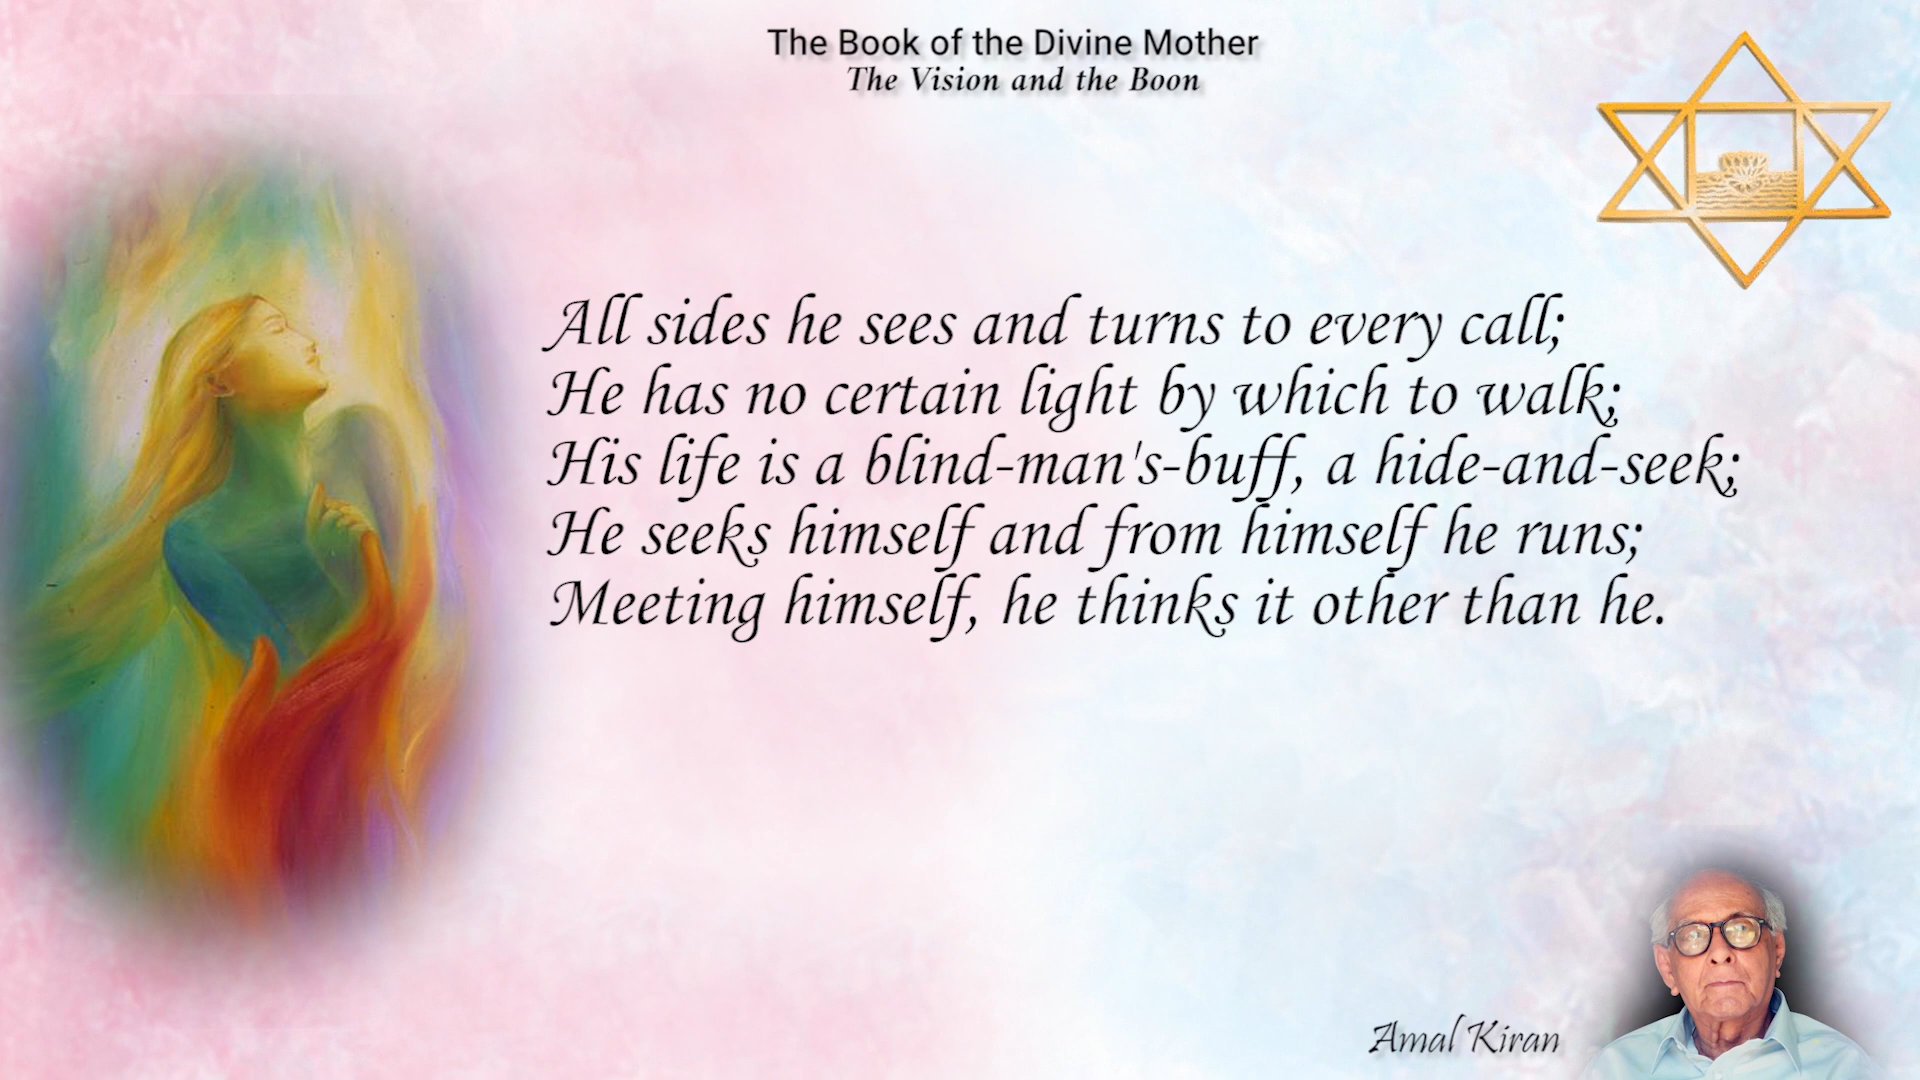 The Book of the Divine Mother
The Vision and the Boon
All sides he sees and turns to every call;
He has no certain light by which to walk;
His life is a blind-man's-buff, a hide-and-seek;
He seeks himself and from himself he runs;
Meeting himself, he thinks it other than he.
Amal Kiran